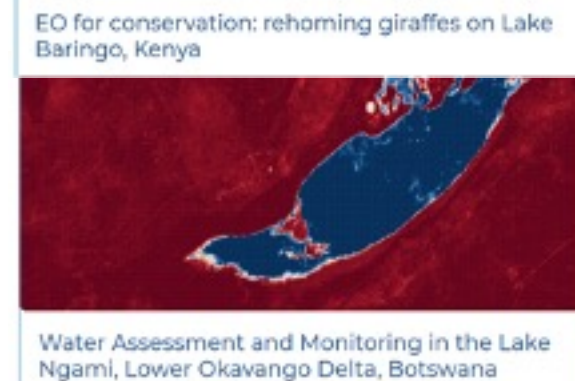 EO for conservation: rehoming giraffes on Lake
Baringo, Kenya
Water Assessment and Monitoring in the Lake
Ngami, Lower Okavango Delta, Botswana